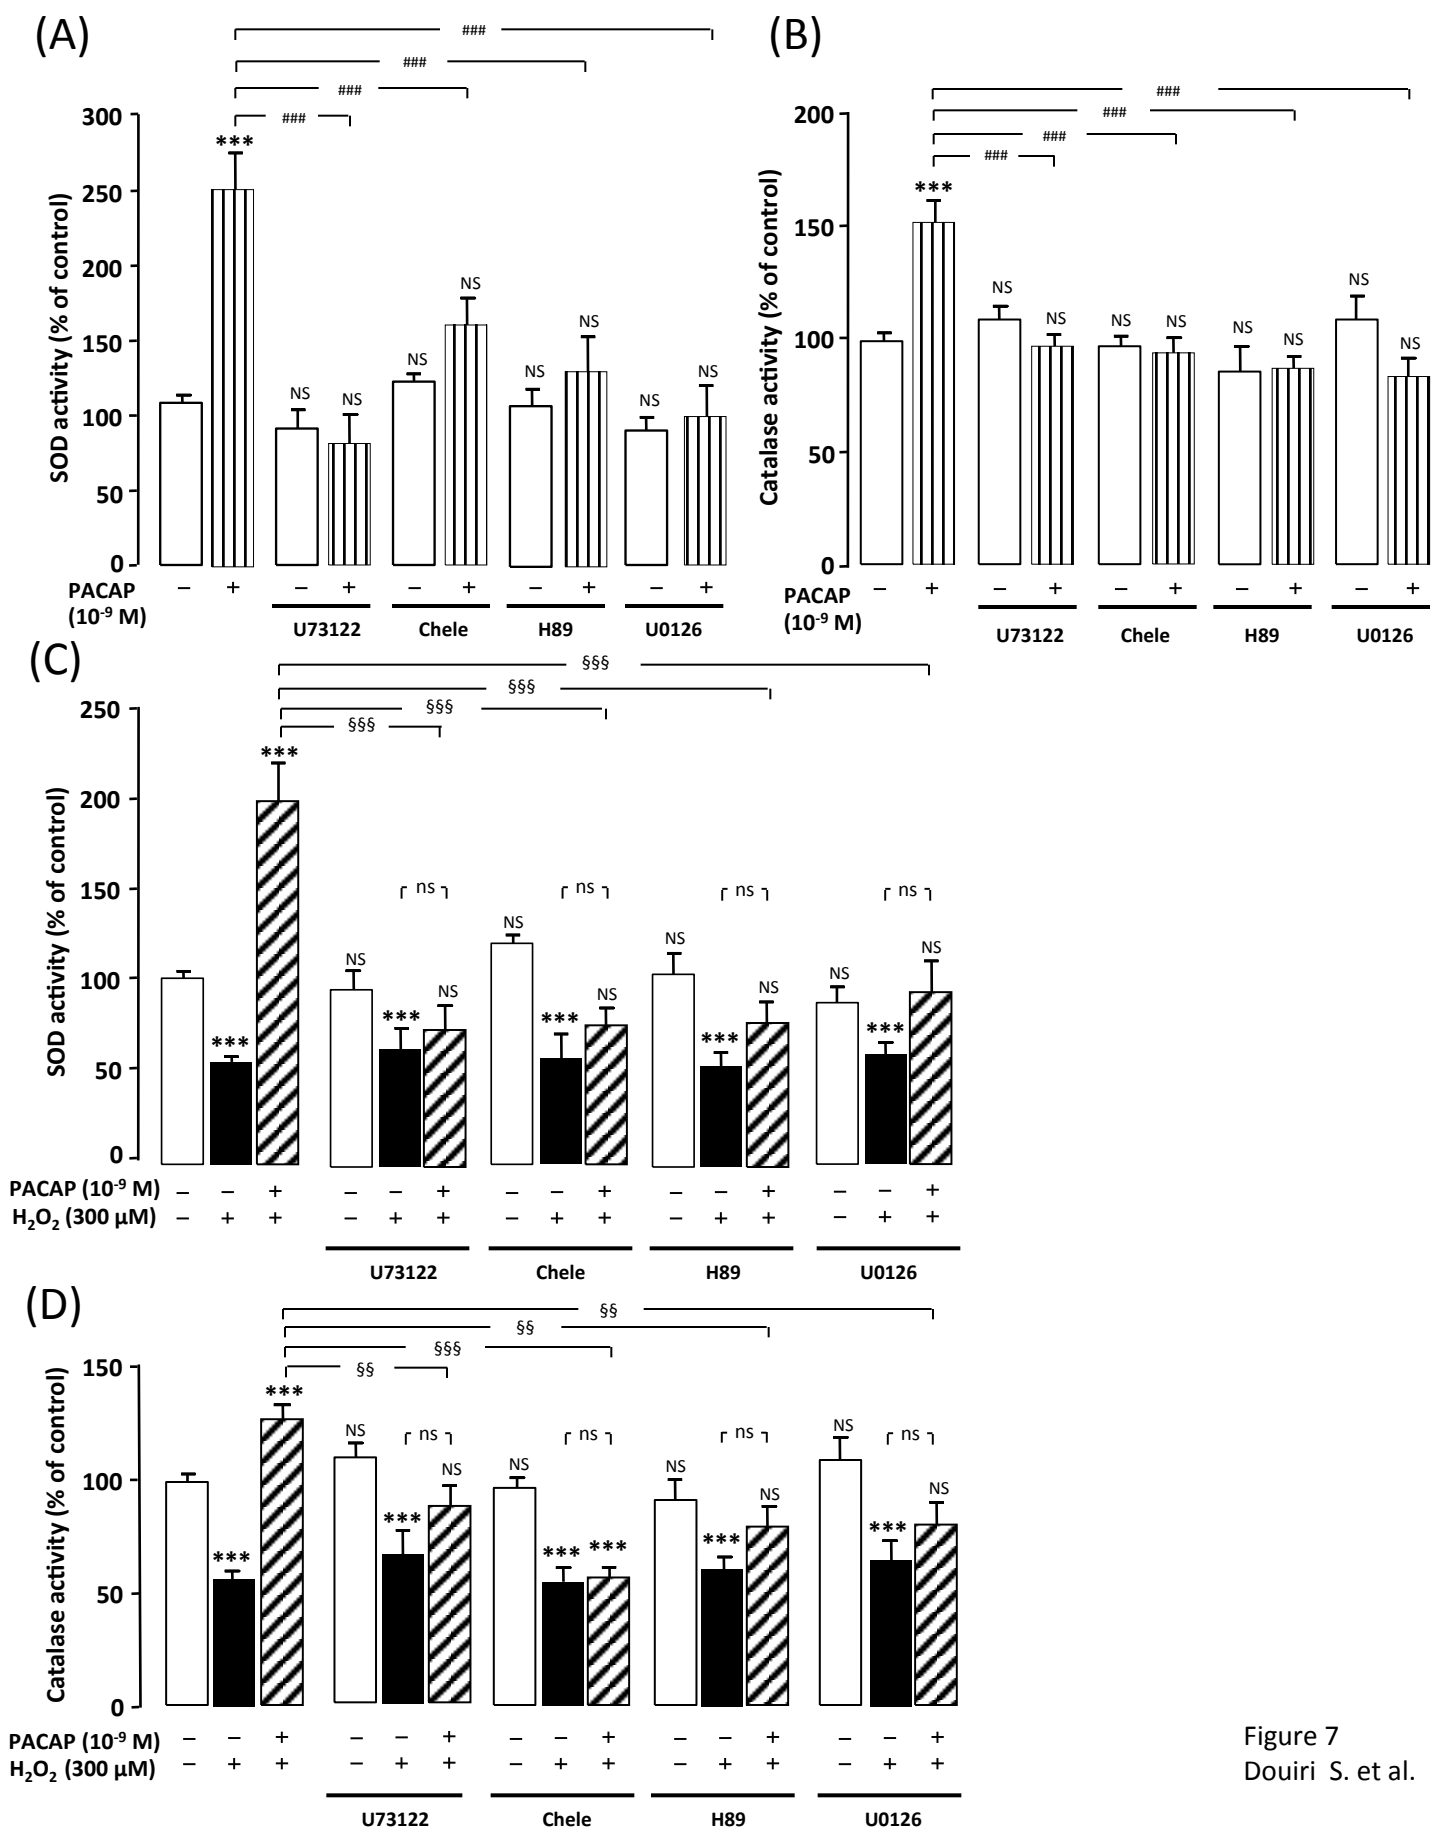 (A)
###
###
###
###
***
NS
NS
NS
NS
NS
NS
NS
NS
300
250
200
150
100
50
0
SOD activity (% of control)
PACAP
(10⁻⁹ M)
– + – + – + – + – +
U73122 Chele H89 U0126
(B)
###
###
###
###
***
NS
NS
NS
NS
NS
NS
NS
NS
200
150
100
50
0
Catalase activity (% of control)
PACAP
(10⁻⁹ M)
– + – + – + – + – +
U73122 Chele H89 U0126
(C)
§§§
§§§
§§§
§§§
***
ns ns ns ns
NS
NS
NS
NS
NS
NS
NS
NS
***
***
***
***
***
250
200
150
100
50
0
SOD activity (% of control)
PACAP (10⁻⁹ M) – – + – – + – – + – – + – – +
H₂O₂ (300 µM) – + + – + + – + + – + + – + +
U73122 Chele H89 U0126
(D)
§§
§§
§§§
§§
***
ns ns ns ns
NS
NS
NS
NS
NS
NS
NS
***
***
***
***
***
***
150
100
50
0
Catalase activity (% of control)
PACAP (10⁻⁹ M) – – + – – + – – + – – + – – +
H₂O₂ (300 µM) – + + – + + – + + – + + – + +
U73122 Chele H89 U0126
Figure 7
Douiri S. et al.